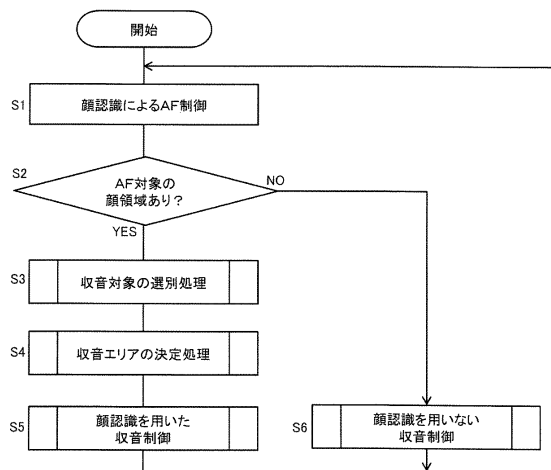 開始
S1
顔認識によるAF制御
S2
AF対象の
顔領域あり？
NO
YES
S3
収音対象の選別処理
S4
収音エリアの決定処理
S5
顔認識を用いた
収音制御
S6
顔認識を用いない
収音制御